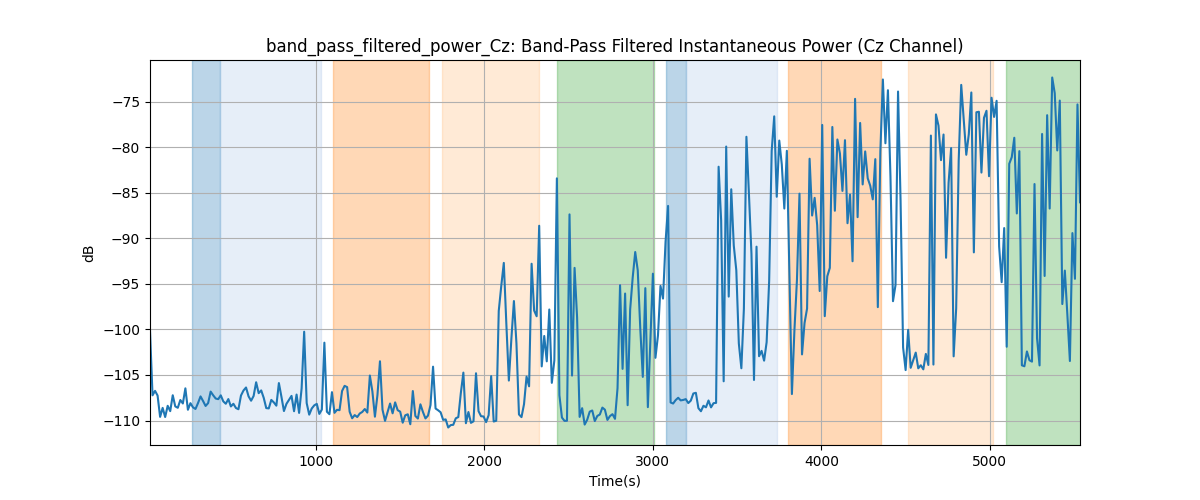 band_pass_filtered_power_Cz: Band-Pass Filtered Instantaneous Power (Cz Channel)
−75
−80
−85
−90
−95
−100
−105
−110
dB
1000 2000 3000 4000 5000
Time(s)